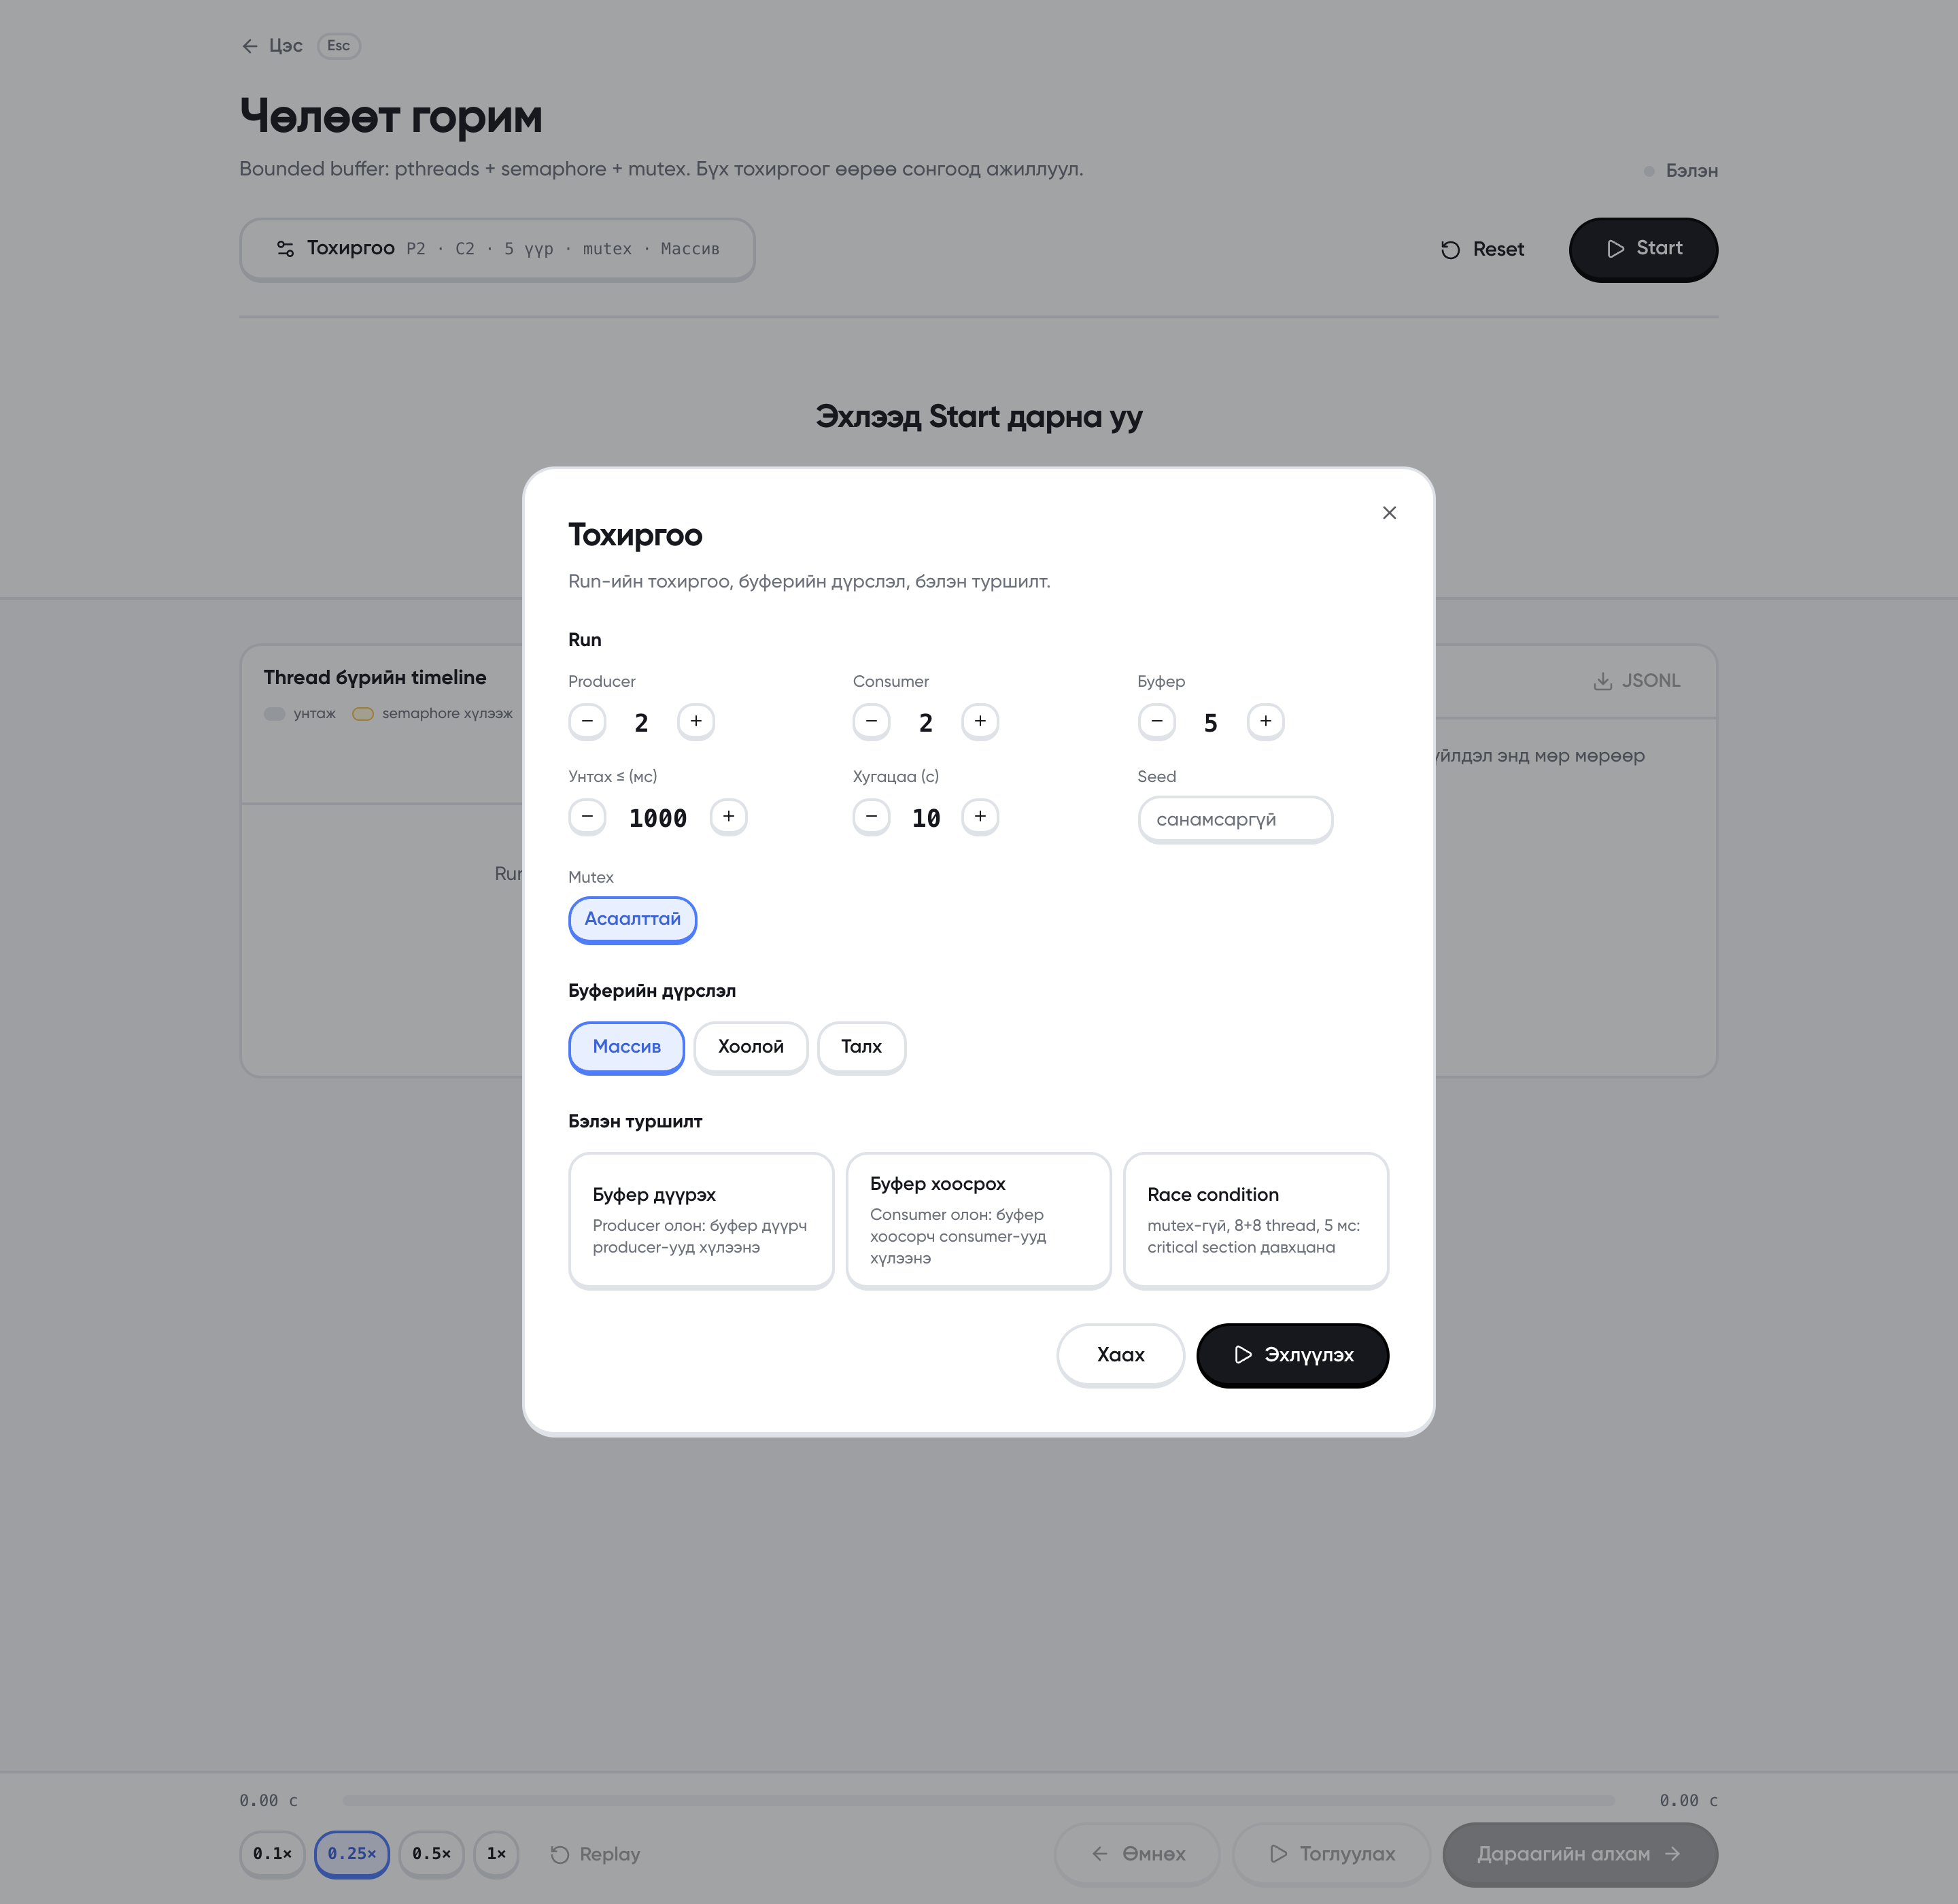 Цэс Esc
Чөлөөт горим
Bounded buffer: pthreads + semaphore + mutex. Бүх тохиргоог өөрөө сонгоод ажиллуул.
Бэлэн
Тохиргоо P2 · C2 · 5 үүр · mutex · Массив
Reset
Start
Эхлээд Start дарна уу
Thread бүрийн timeline
унтаж semaphore хүлээж
JSONL
үйлдэл энд мөр мөрөөр
Тохиргоо
Run-ийн тохиргоо, буферийн дүрслэл, бэлэн туршилт.
Run
Producer Consumer Буфер
− 2 + − 2 + − 5 +
Унтах ≤ (мс) Хугацаа (с) Seed
− 1000 + − 10 + санамсаргүй
Mutex
Асаалттай
Буферийн дүрслэл
Массив Хоолой Талх
Бэлэн туршилт
Буфер дүүрэх
Producer олон: буфер дүүрч
producer-ууд хүлээнэ
Буфер хоосрох
Consumer олон: буфер
хоосорч consumer-ууд
хүлээнэ
Race condition
mutex-гүй, 8+8 thread, 5 мс:
critical section давхцана
Хаах Эхлүүлэх
0.00 с 0.00 с
0.1× 0.25× 0.5× 1× Replay Өмнөх Тоглуулах Дараагийн алхам